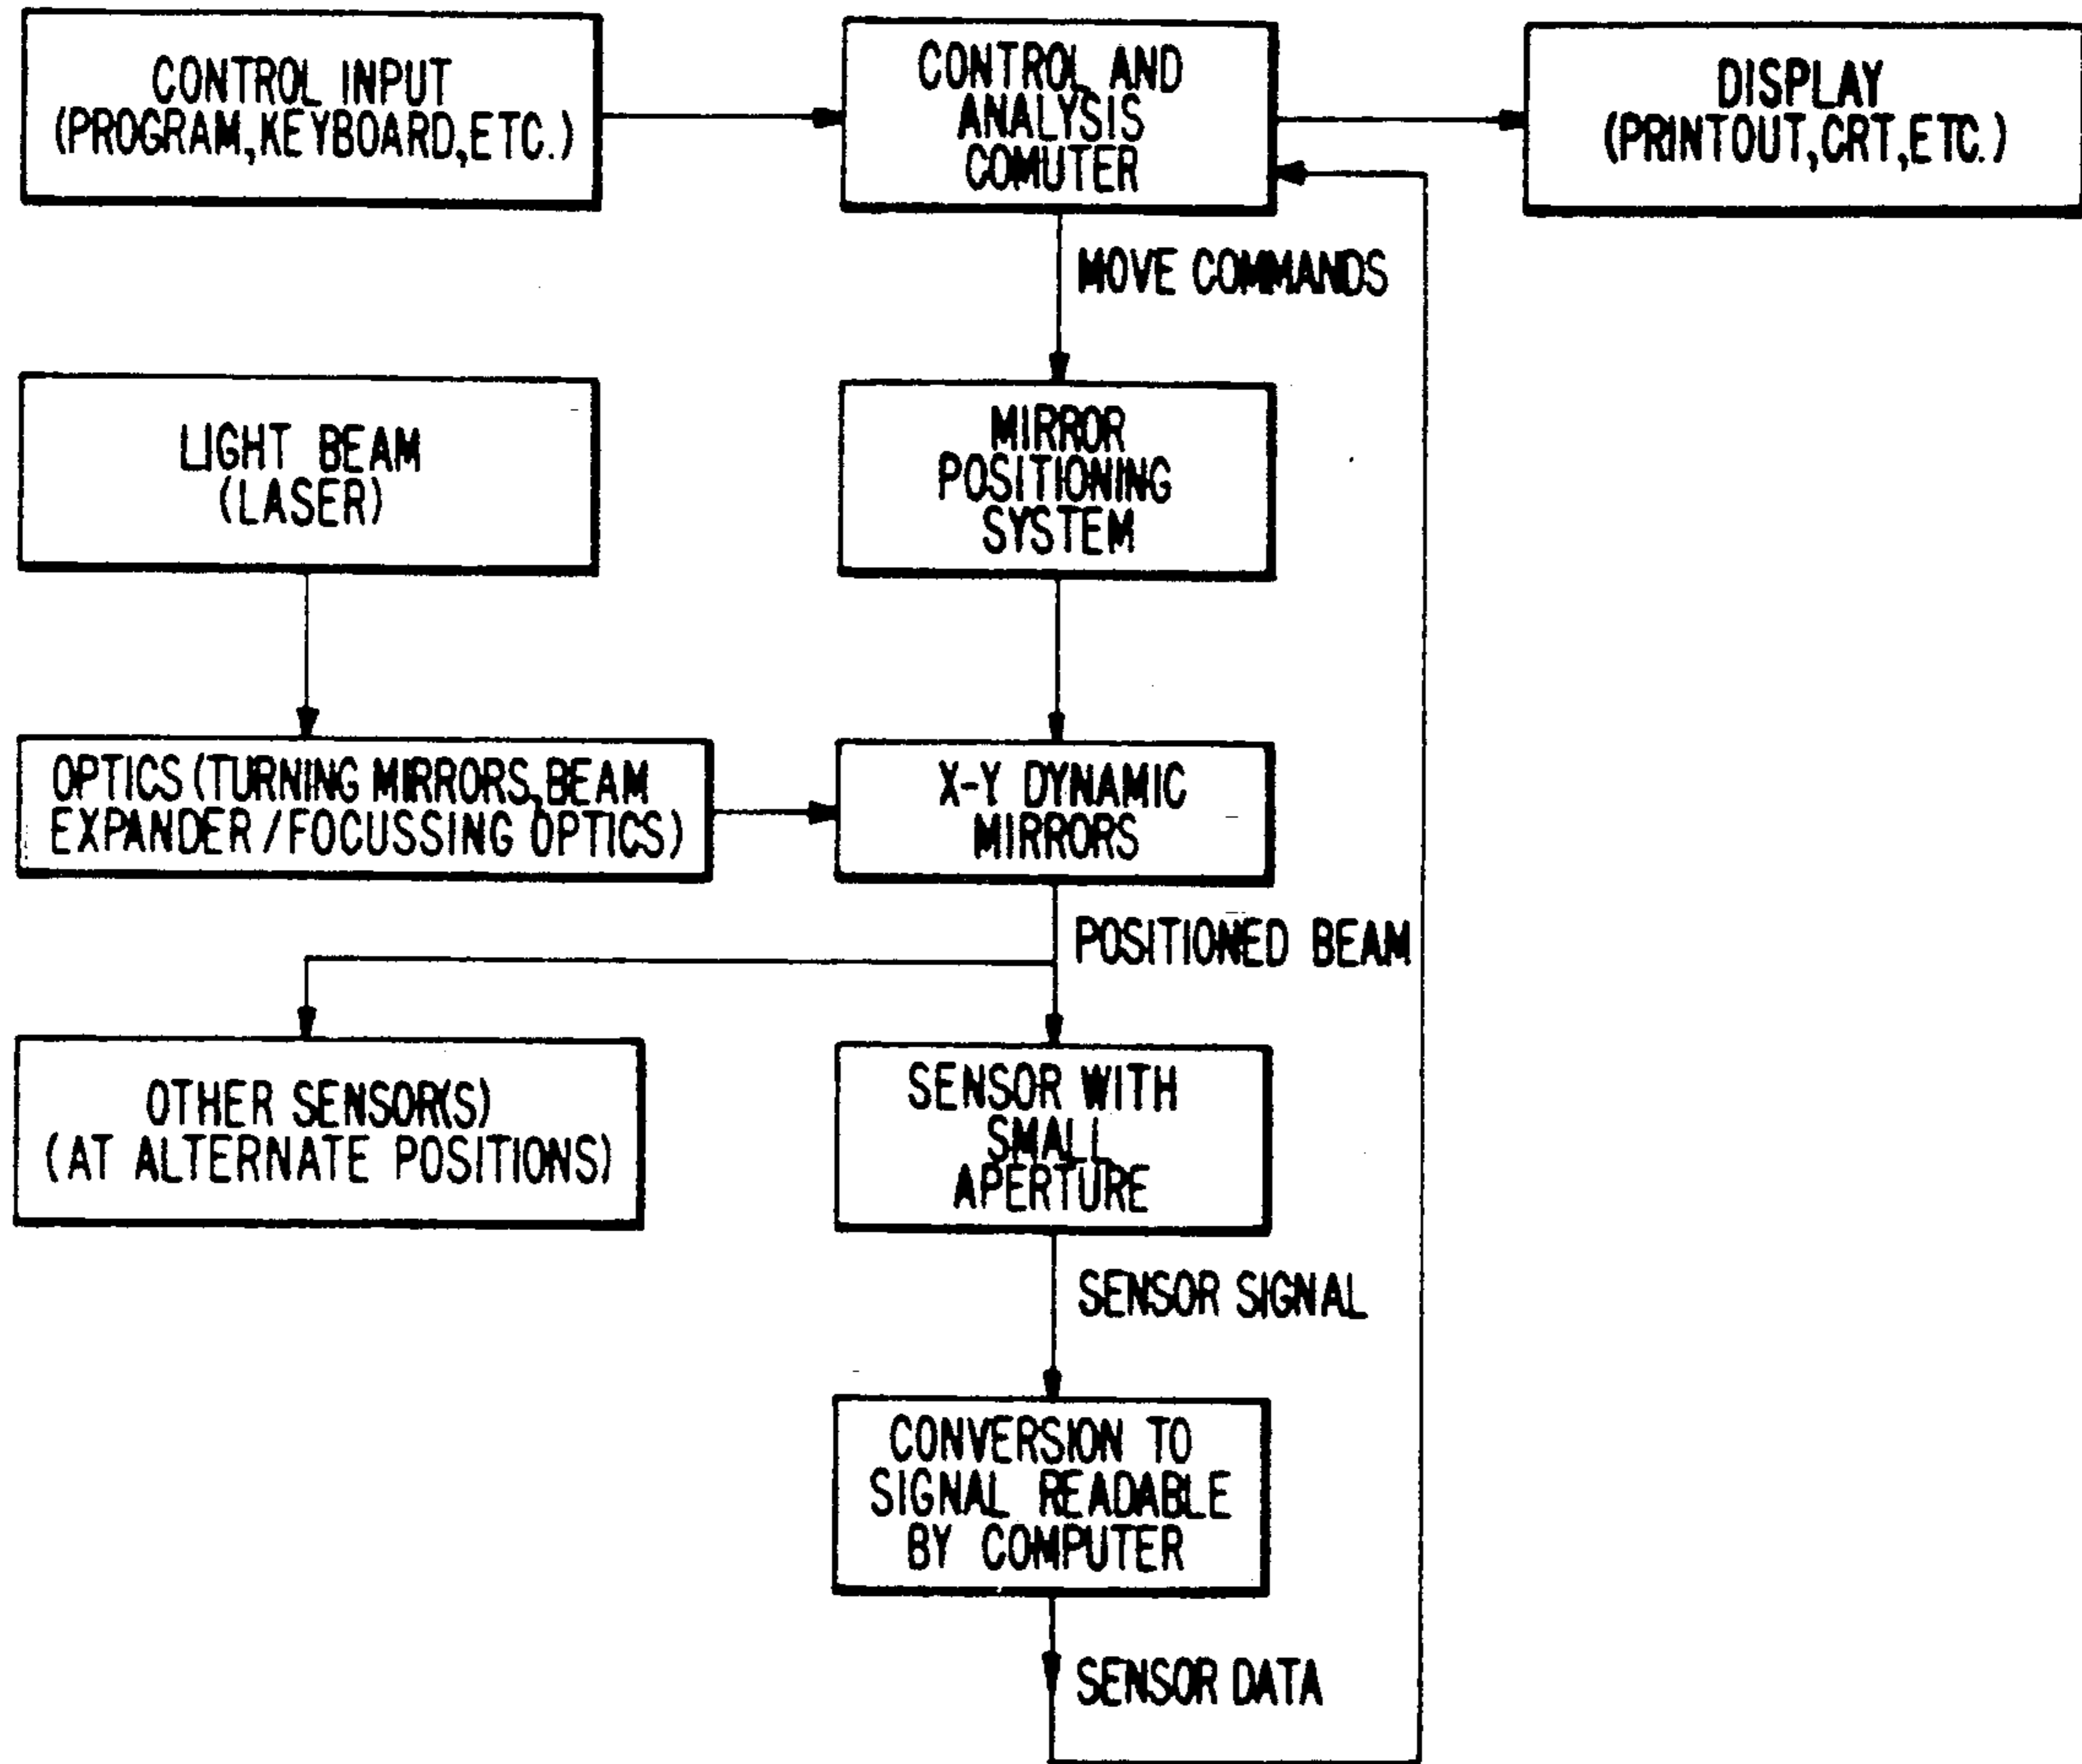 CONTROL INPUT
(PROGRAM,KEYBOARD,ETC.)
CONTROL AND
ANALYSIS
COMUTER
DISPLAY
(PRINTOUT,CRT,ETC.)
MOVE COMMANDS
LIGHT BEAM
(LASER)
MIRROR
POSITIONING
SYSTEM
OPTICS (TURNING MIRRORS,BEAM
EXPANDER/FOCUSSING OPTICS)
X-Y DYNAMIC
MIRRORS
POSITIONED BEAM
OTHER SENSOR(S)
(AT ALTERNATE POSITIONS)
SENSOR WITH
SMALL
APERTURE
SENSOR SIGNAL
CONVERSION TO
SIGNAL READABLE
BY COMPUTER
SENSOR DATA